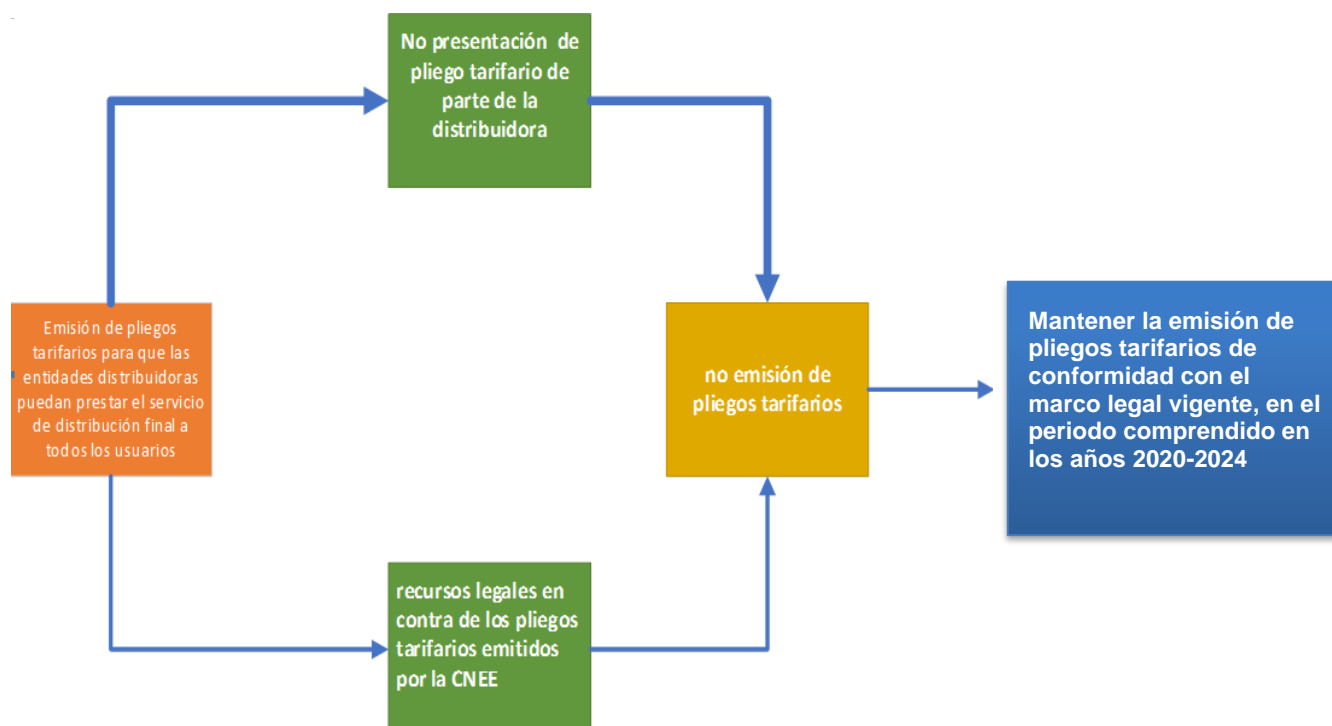 No presentación de
pliego tarifario de
parte de la
distribuidora
Emisión de pliegos
tarifarios para que las
entidades distribuidoras
puedan prestar el servicio
de distribución final a
todos los usuarios
no emisión de
pliegos tarifarios
Mantener la emisión de
pliegos tarifarios de
conformidad con el
marco legal vigente, en el
periodo comprendido en
los años 2020-2024
recursos legales en
contra de los pliegos
tarifarios emitidos
por la CNEE